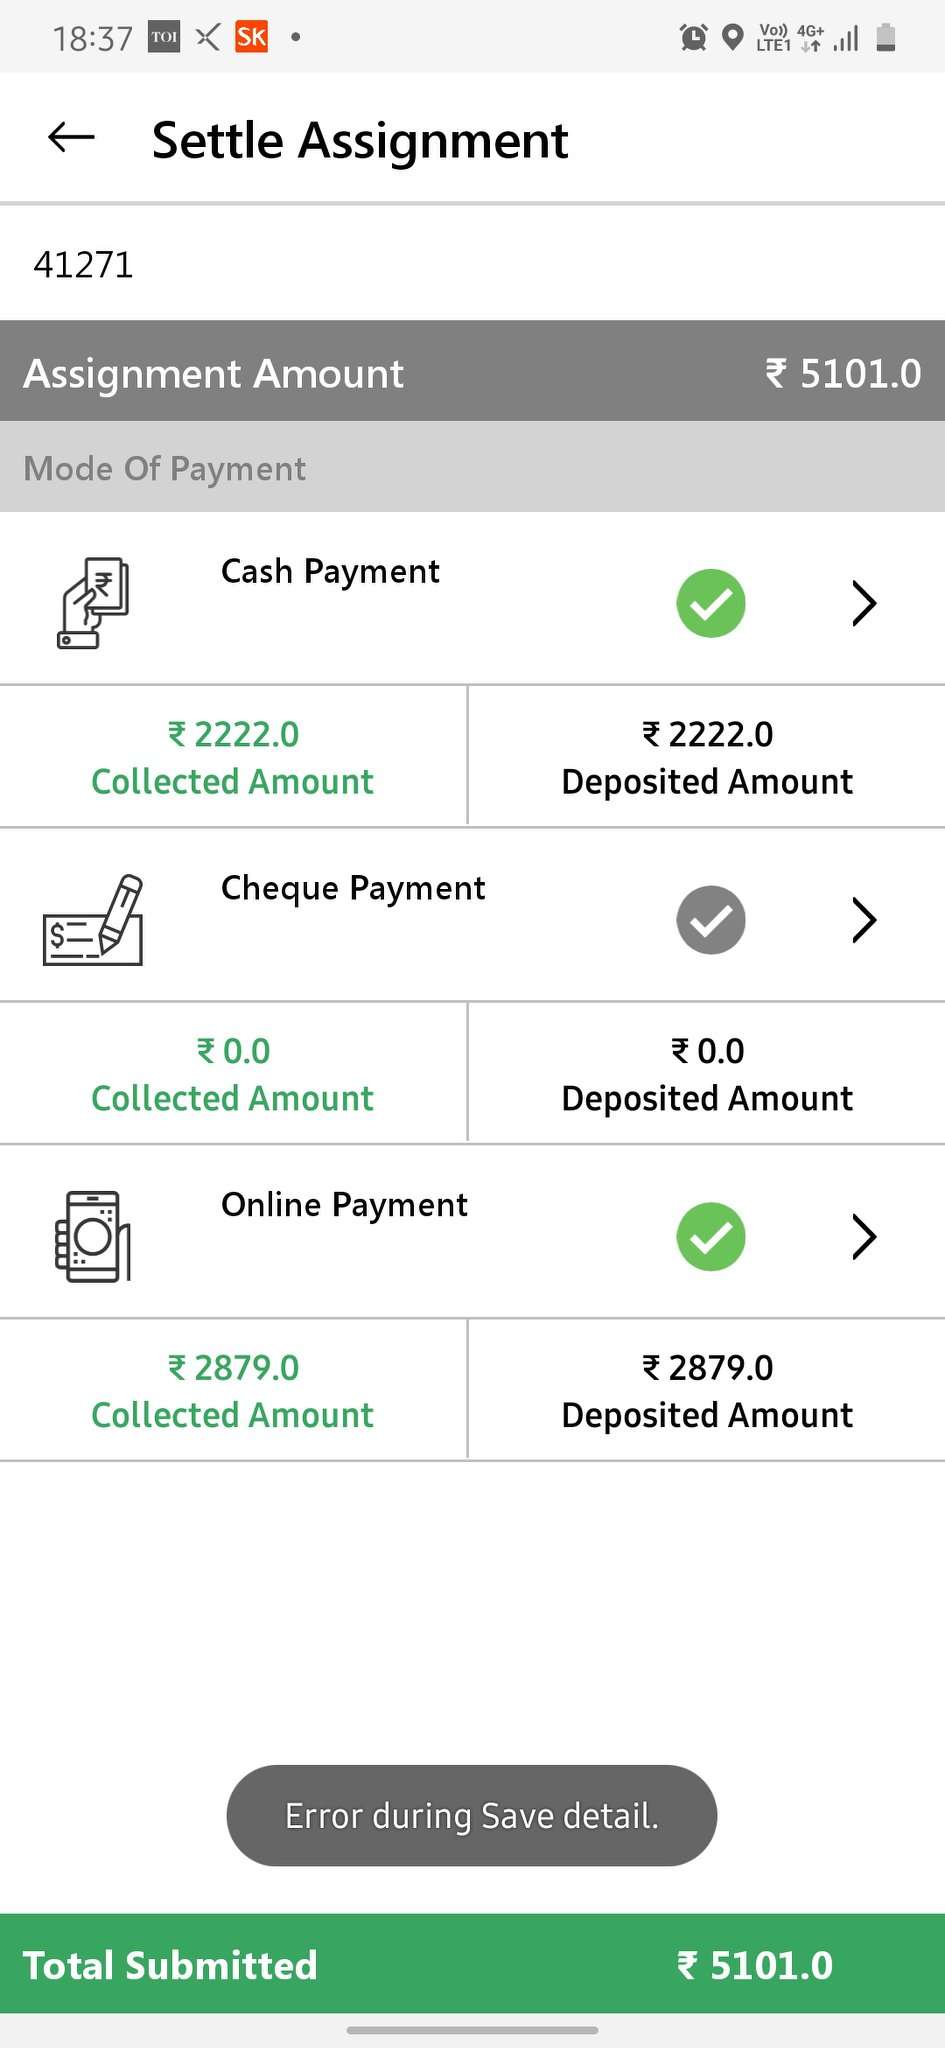 18:37 TOI SK Vo)) LTE1 4G+
Settle Assignment
41271
Assignment Amount ₹ 5101.0
Mode Of Payment
₹
Cash Payment
₹ 2222.0 ₹ 2222.0
Collected Amount Deposited Amount
$
Cheque Payment
₹ 0.0 ₹ 0.0
Collected Amount Deposited Amount
Online Payment
₹ 2879.0 ₹ 2879.0
Collected Amount Deposited Amount
Error during Save detail.
Total Submitted ₹ 5101.0